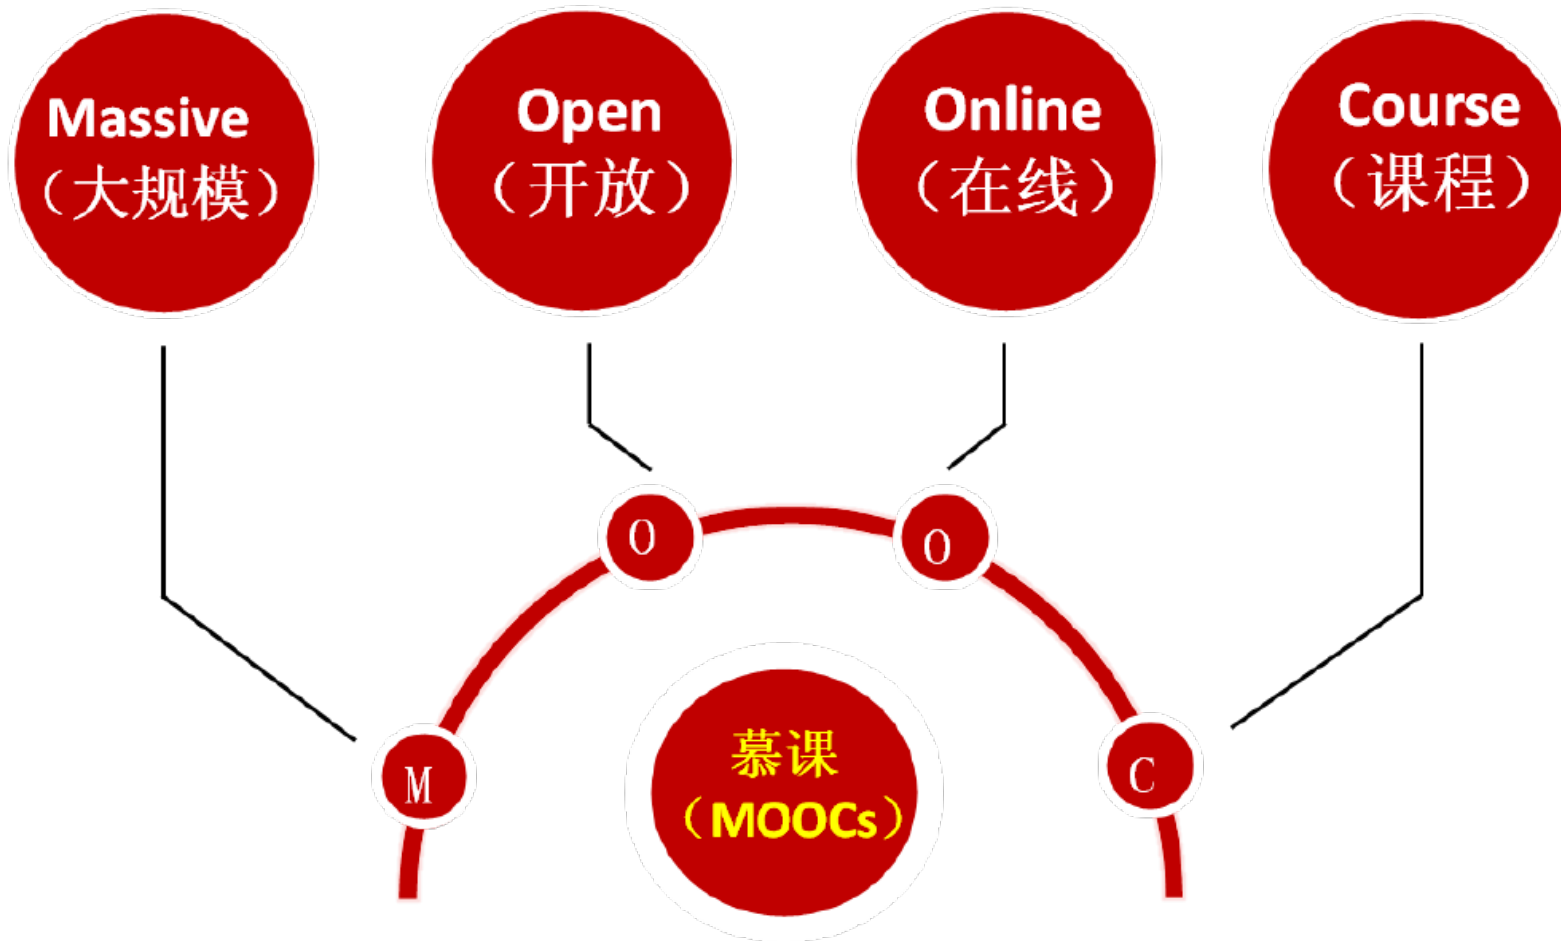 Massive
（大规模）
Open
（开放）
Online
（在线）
Course
（课程）
O
O
M
C
慕课
（MOOCs）